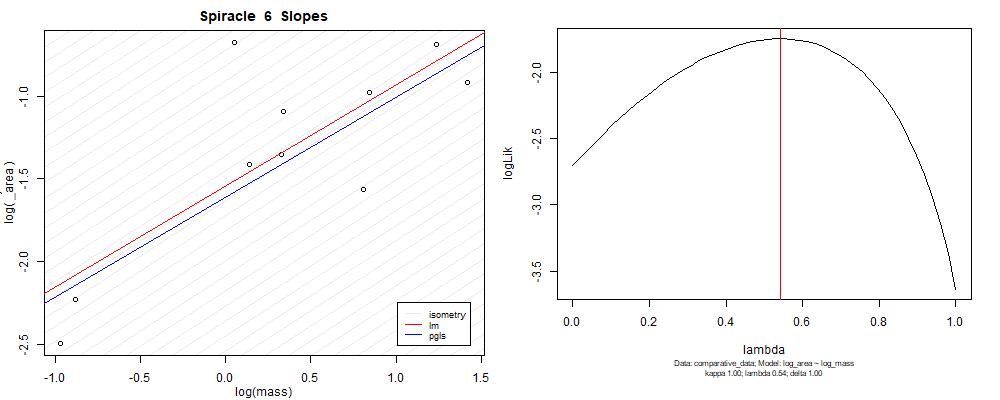 Spiracle 6 Slopes
-1.0
-1.5
-2.0
-2.5
log(_area)
-1.0 -0.5 0.0 0.5 1.0 1.5
log(mass)
isometry
lm
pgls
-2.0
-2.5
-3.0
-3.5
logLik
0.0 0.2 0.4 0.6 0.8 1.0
lambda
Data: comparative_data; Model: log_area ~ log_mass
kappa 1.00; lambda 0.54; delta 1.00